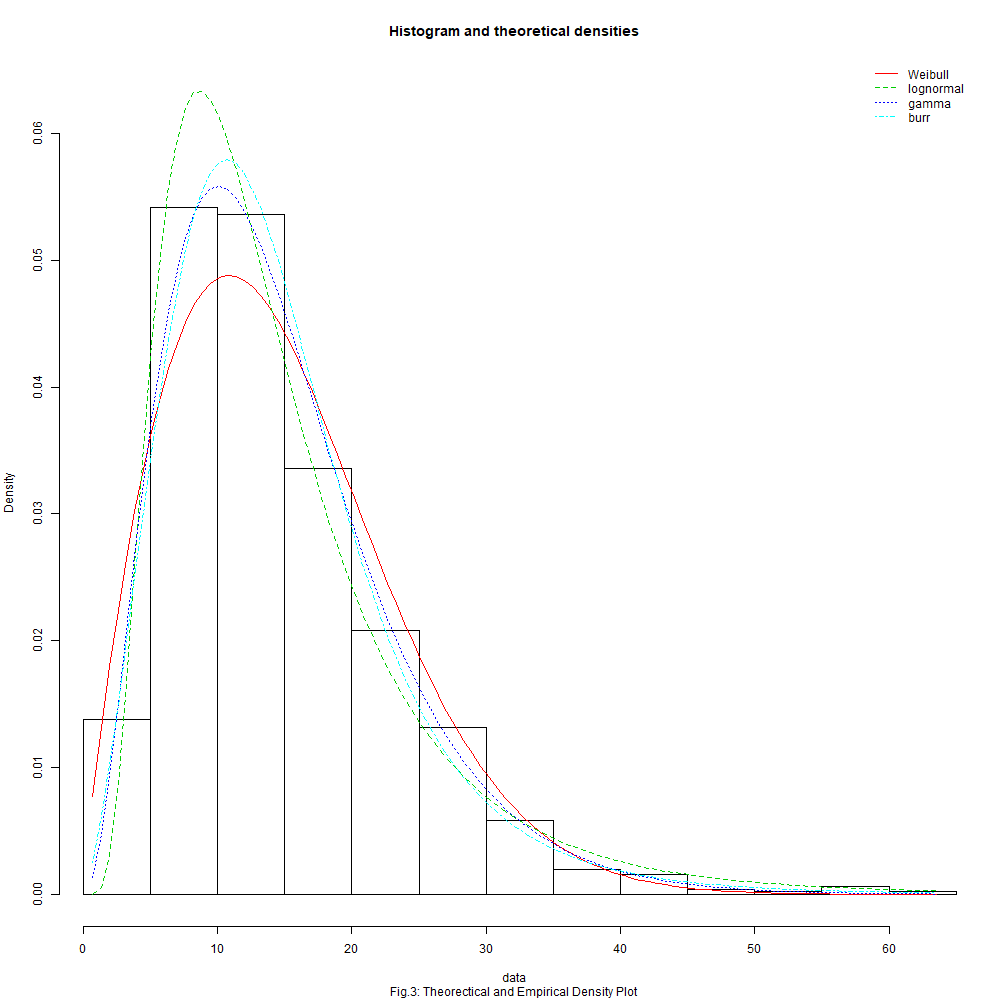 Histogram and theoretical densities
Weibull
lognormal
gamma
burr
0.06
0.05
0.04
0.03
0.02
0.01
0.00
Density
0 10 20 30 40 50 60
data
Fig.3: Theorectical and Empirical Density Plot